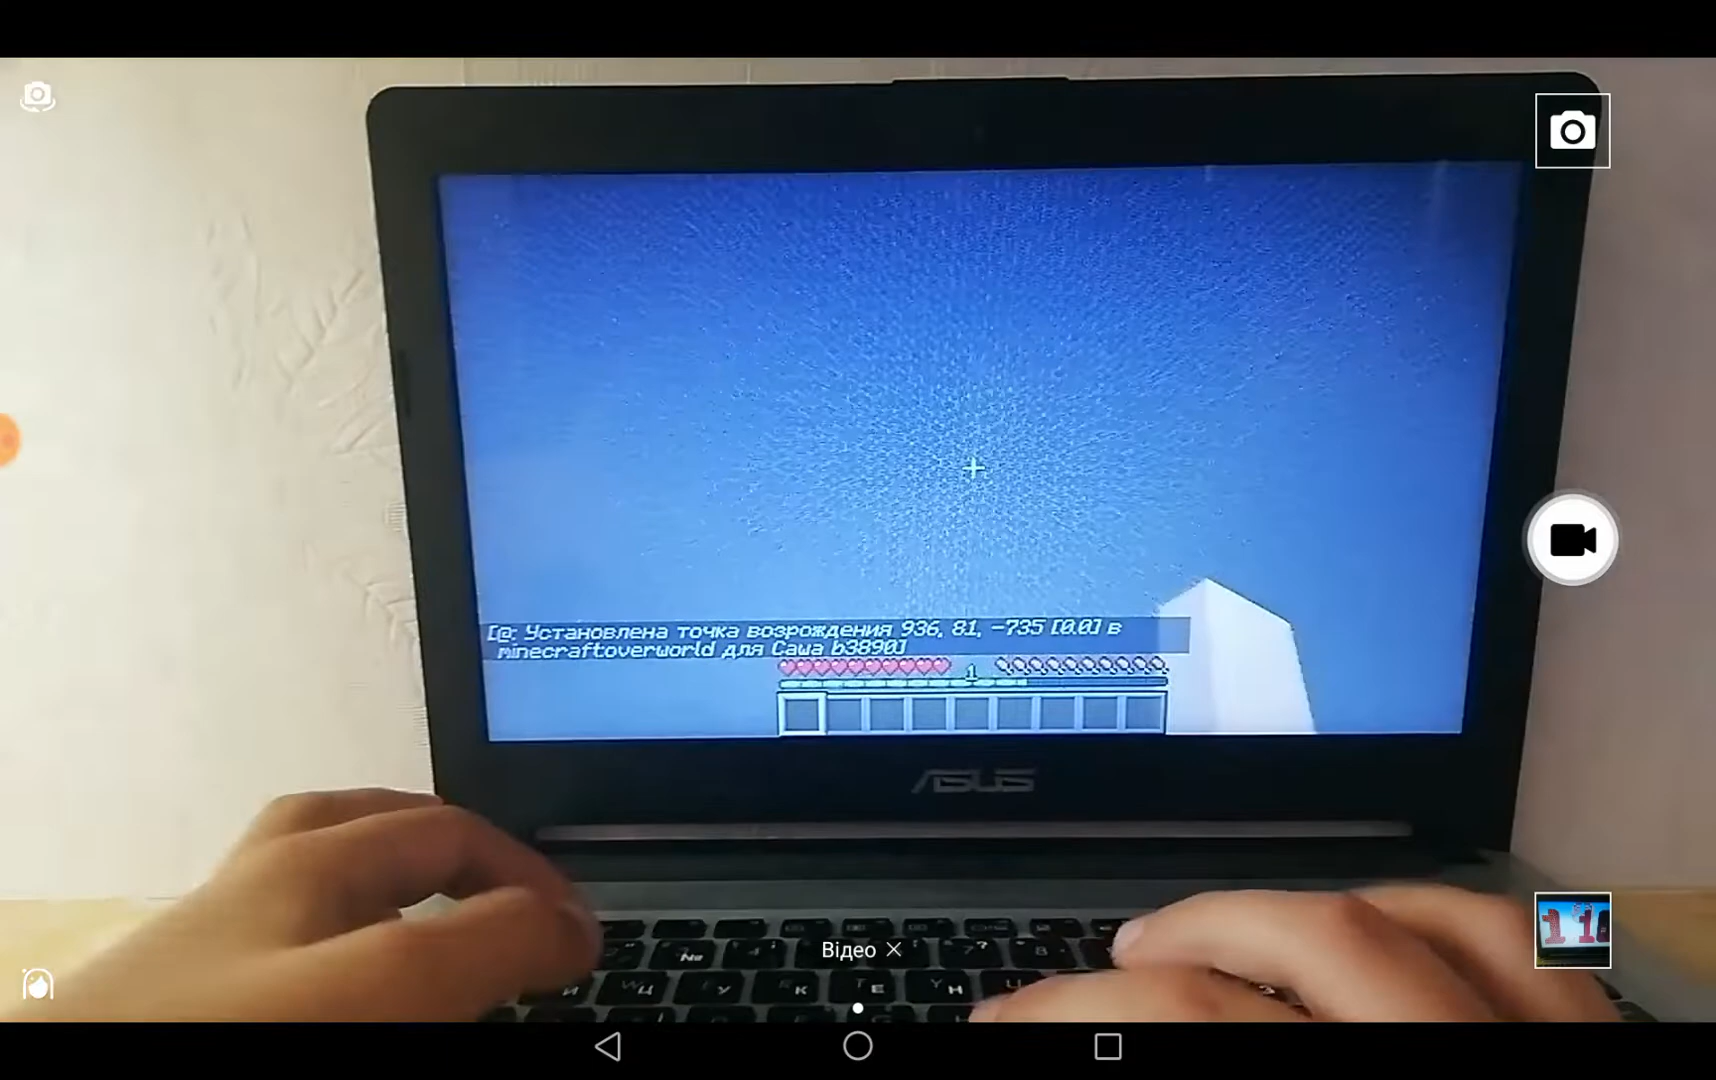 [@: Установлена точка возрождения 936, 81, -735 [0.0] в
minecraftoverworld для Саша b3890]
1
ASUS
Відео